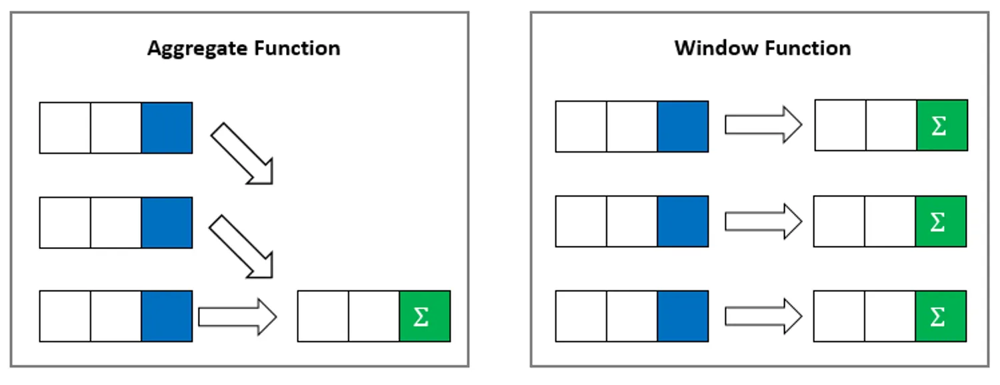 Aggregate Function
Σ
Window Function
Σ
Σ
Σ